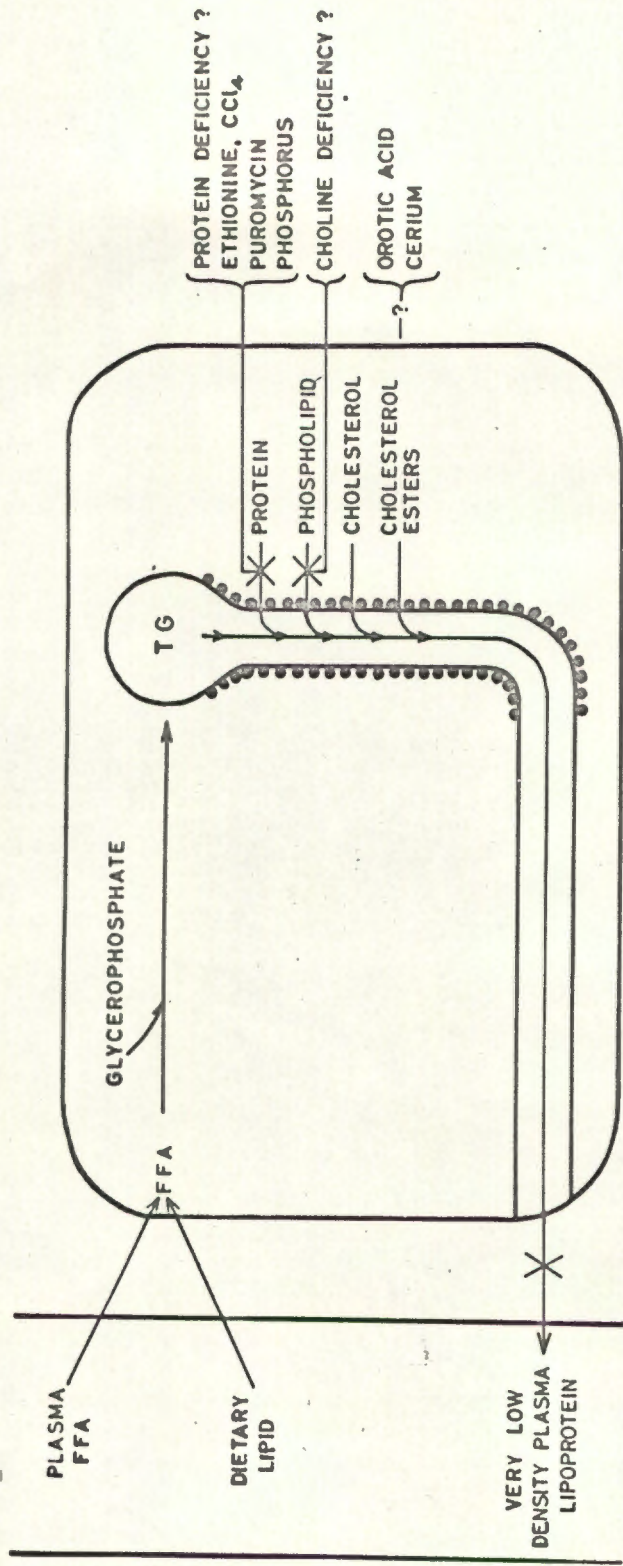 PLASMA
FFA
DIETARY
LIPID
FFA
GLYCEROPHOSPHATE
TG
PROTEIN
PHOSPHOLIPID
CHOLESTEROL
CHOLESTEROL
ESTERS
PROTEIN DEFICIENCY ?
ETHIONINE, CCl₄
PUROMYCIN
PHOSPHORUS
CHOLINE DEFICIENCY ?
—?—
OROTIC ACID
CERIUM
VERY LOW
DENSITY PLASMA
LIPOPROTEIN